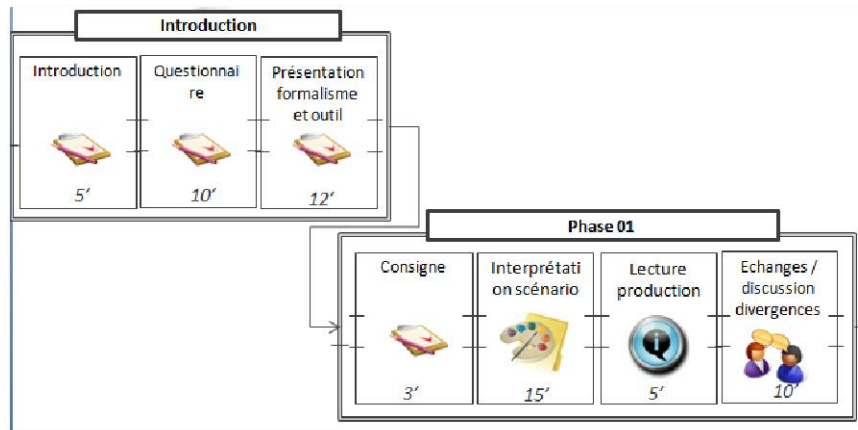 Introduction
Introduction
Questionnai
re
Présentation
formalisme
et outil
5’
10’
12’
Phase 01
Consigne
Interprétati
on scénario
Lecture
production
Echanges /
discussion
divergences
3’
15’
5’
10’